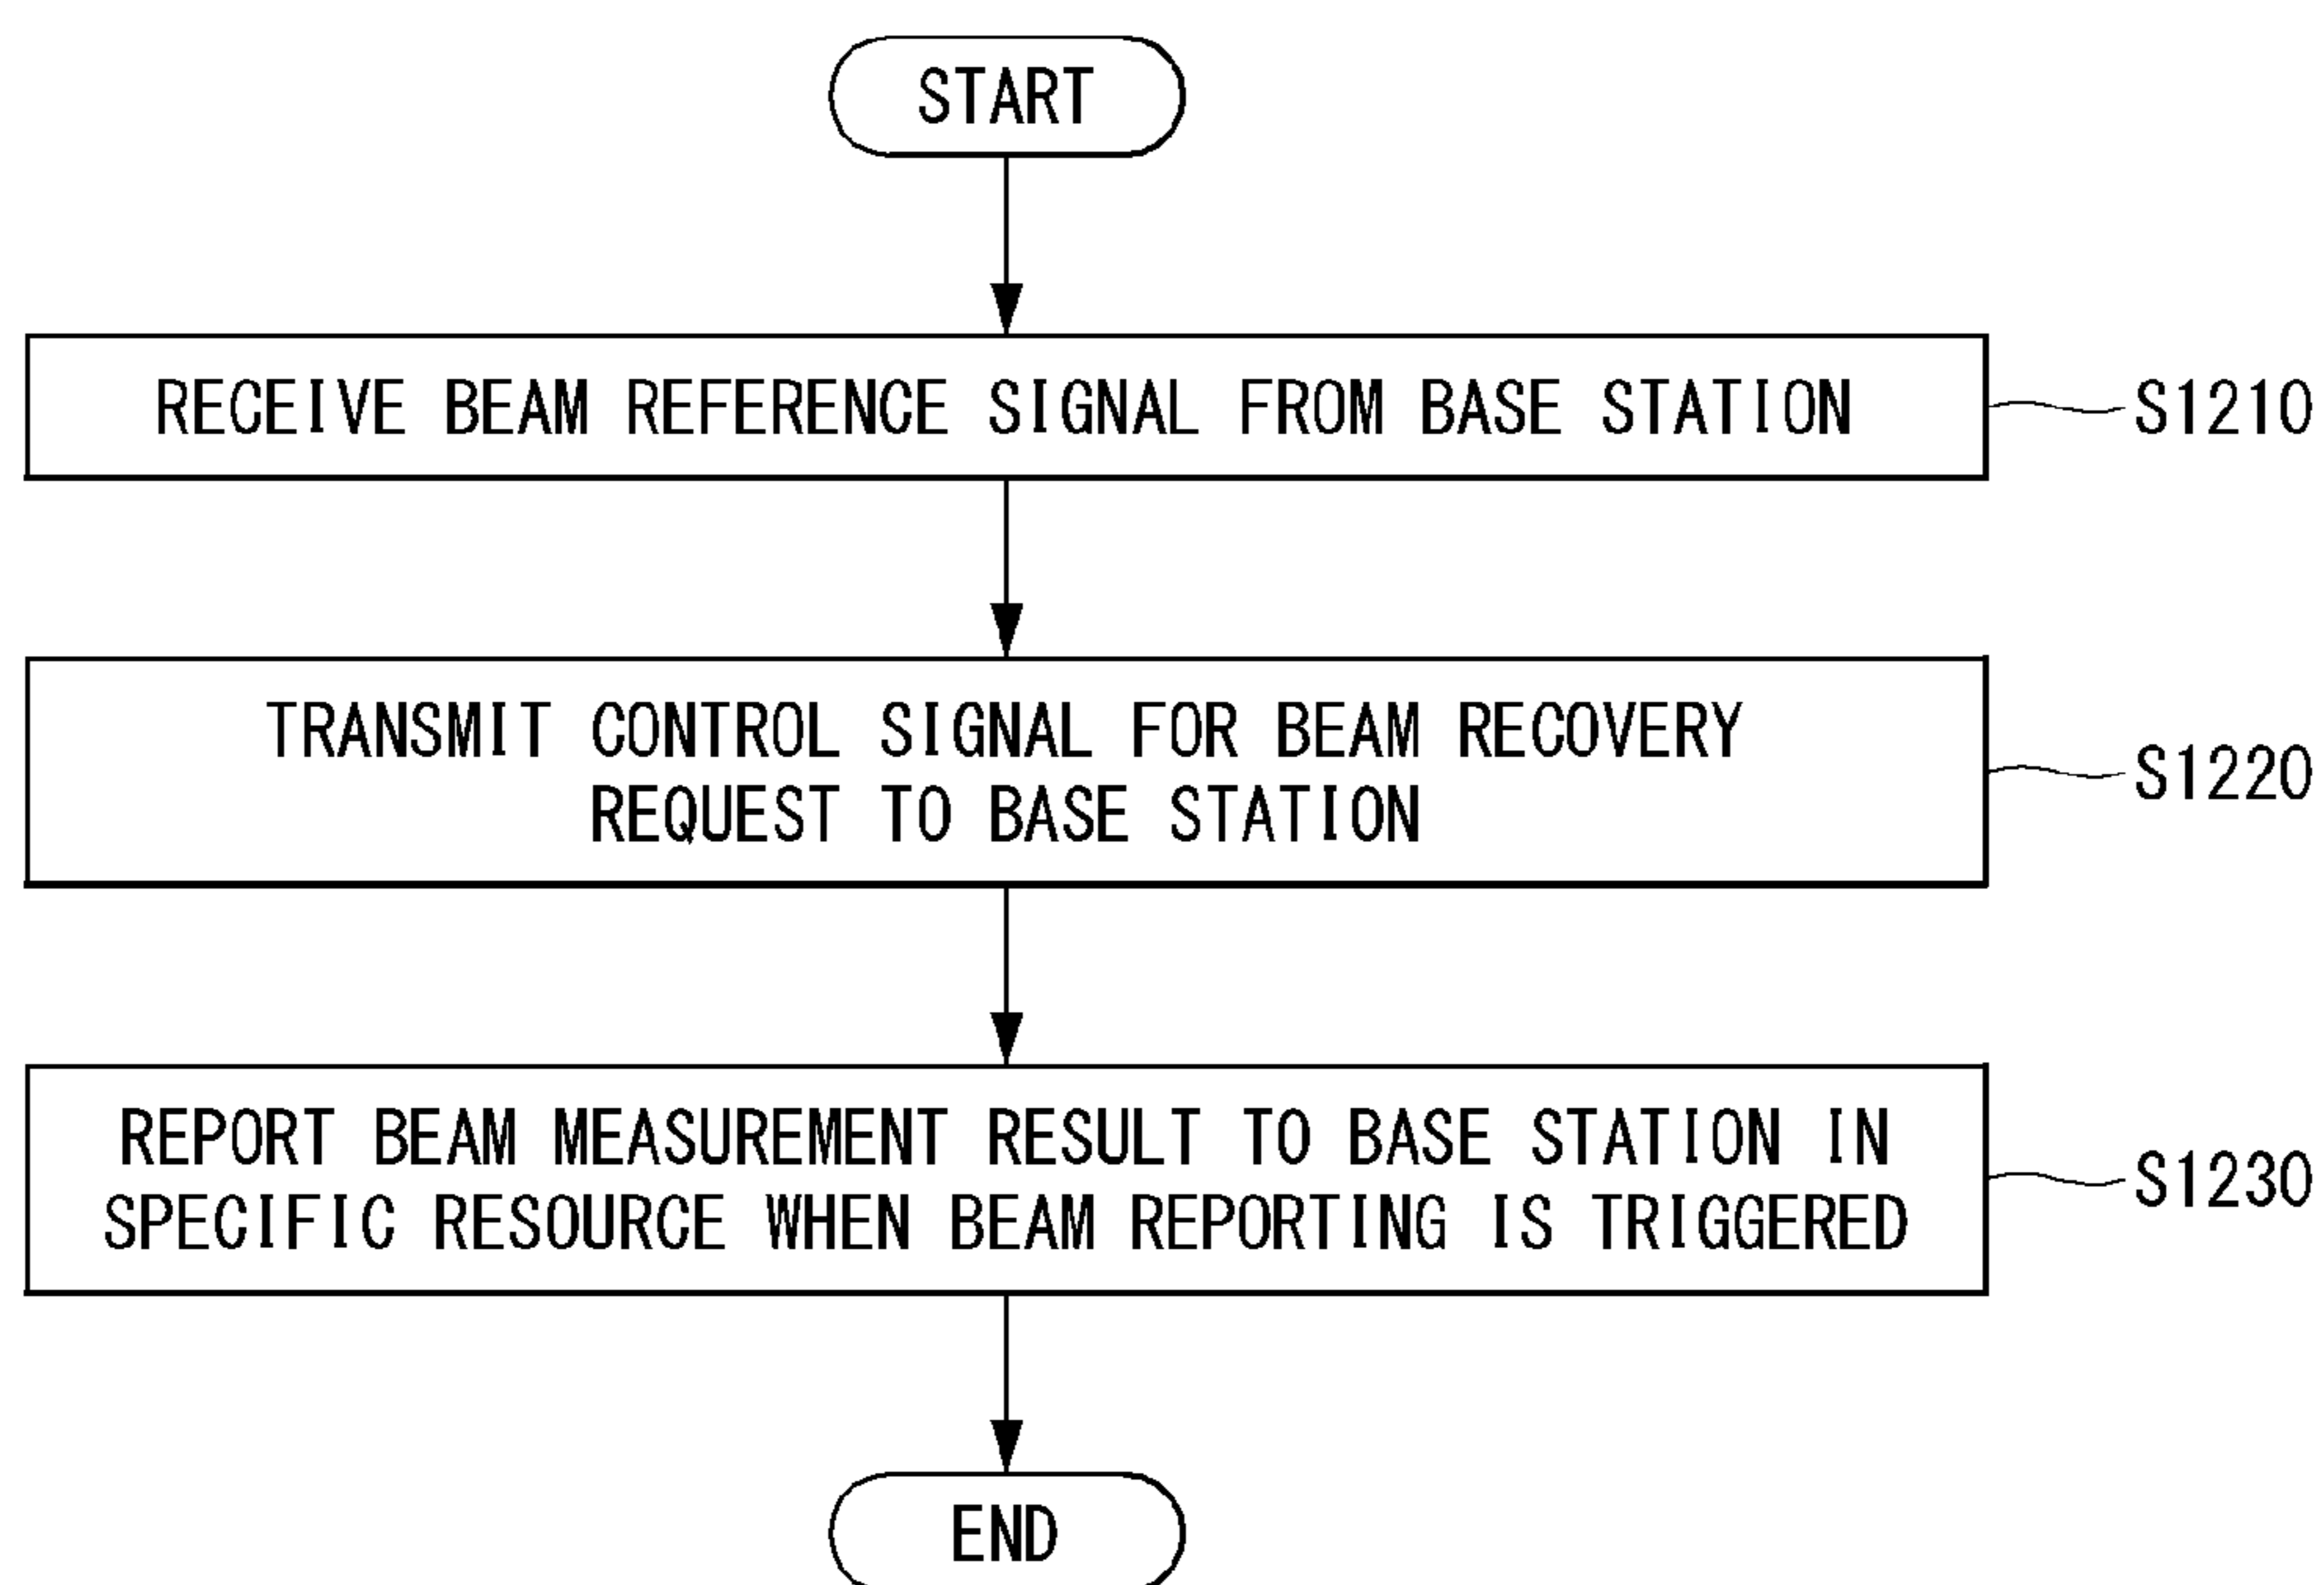 START
RECEIVE BEAM REFERENCE SIGNAL FROM BASE STATION
S1210
TRANSMIT CONTROL SIGNAL FOR BEAM RECOVERY
REQUEST TO BASE STATION
S1220
REPORT BEAM MEASUREMENT RESULT TO BASE STATION IN
SPECIFIC RESOURCE WHEN BEAM REPORTING IS TRIGGERED
S1230
END